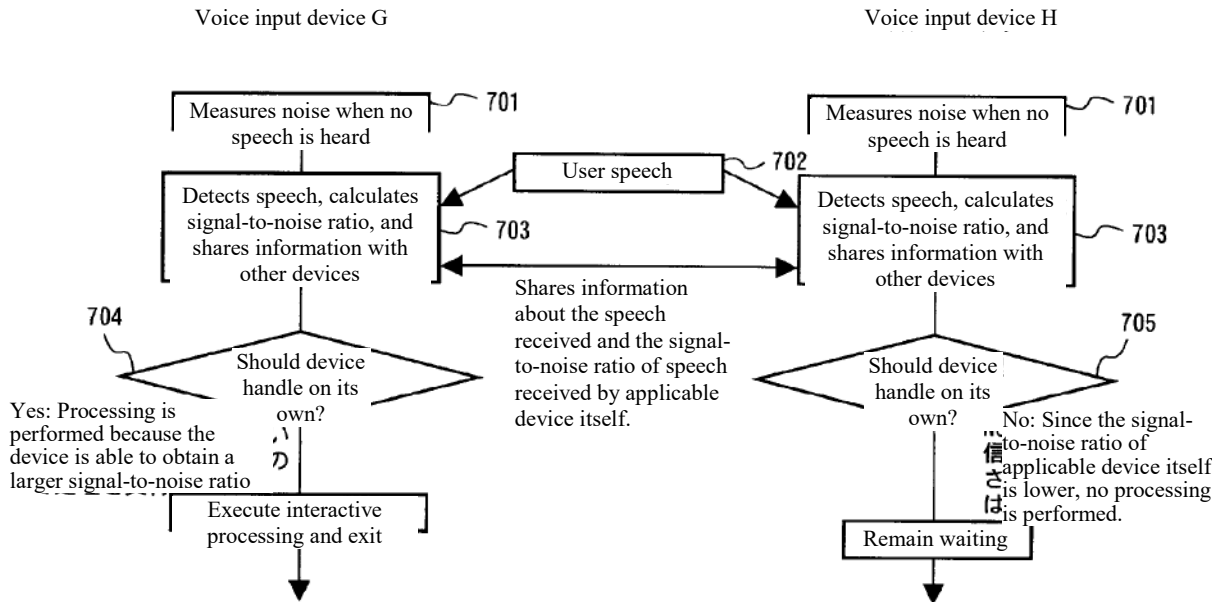 Voice input device G
Voice input device H
Measures noise when no
speech is heard
701
Measures noise when no
speech is heard
701
User speech
702
Detects speech, calculates
signal-to-noise ratio, and
shares information with
other devices
703
Detects speech, calculates
signal-to-noise ratio, and
shares information with
other devices
703
Shares information
about the speech
received and the signal-
to-noise ratio of speech
received by applicable
device itself.
704
Should device
handle on its
own?
705
Should device
handle on its
own?
Yes: Processing is
performed because the
device is able to obtain a
larger signal-to-noise ratio
い
の
No: Since the signal-
to-noise ratio of
applicable device itself
is lower, no processing
is performed.
信
さ
は
Execute interactive
processing and exit
Remain waiting